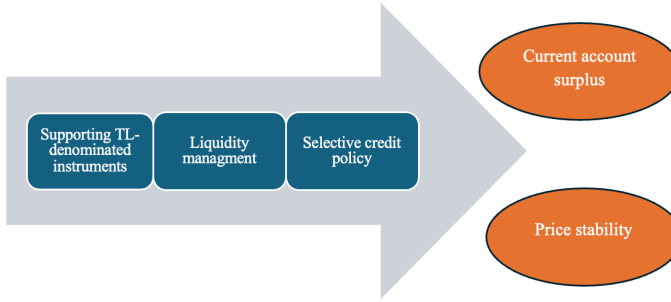 Supporting TL-
denominated
instruments
Liquidity
managment
Selective credit
policy
Current account
surplus
Price stability